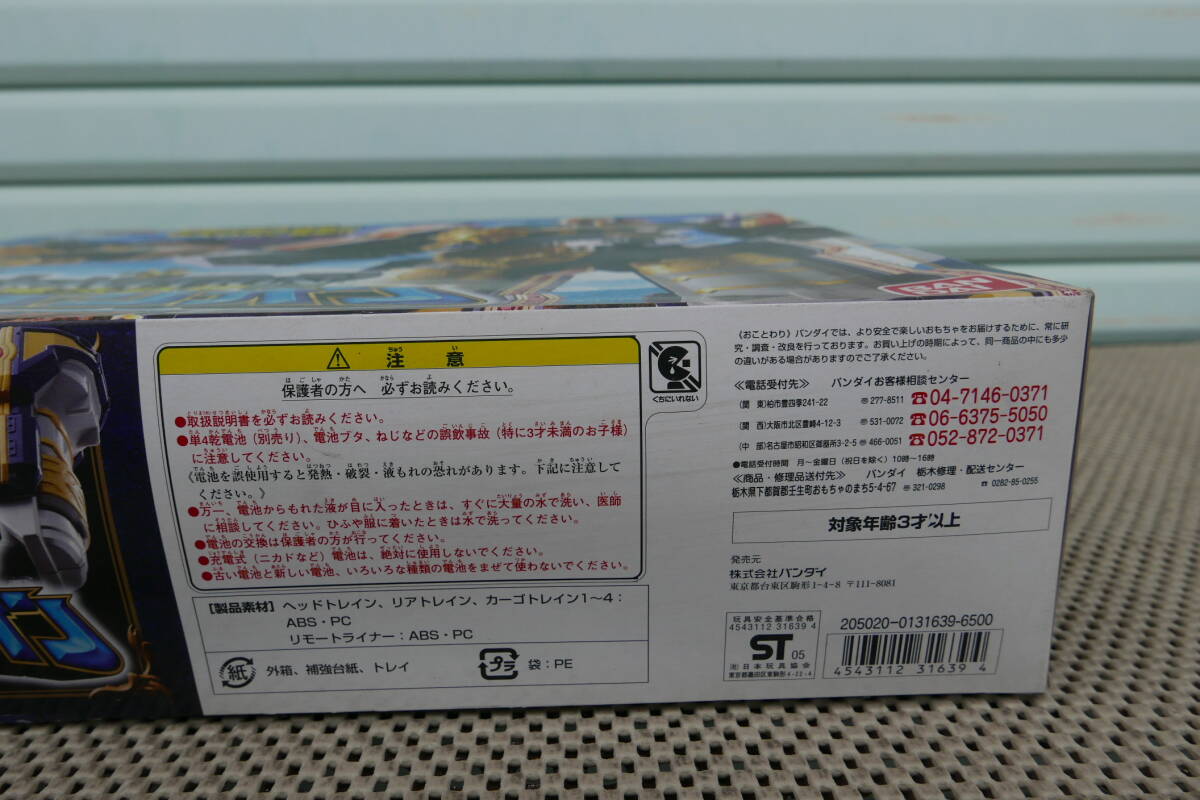 BANDAI
注意
保護者の方へ 必ずお読みください。
●取扱説明書を必ずお読みください。
●単4乾電池（別売り）、電池ブタ、ねじなどの誤飲事故（特に3才未満のお子様）
に注意してください。
《電池を誤使用すると発熱・破裂・液もれの恐れがあります。下記に注意して
ください。》
●万一、電池からもれた液が目に入ったときは、すぐに大量の水で洗い、医師
に相談してください。ひふや服に着いたときは水で洗ってください。
●電池の交換は保護者の方が行ってください。
●充電式（ニカドなど）電池は、絶対に使用しないでください。
●古い電池と新しい電池、いろいろな種類の電池をまぜて使わないでください。
くちにいれない
【製品素材】ヘッドトレイン、リアトレイン、カーゴトレイン1〜4：
ABS・PC
リモートライナー：ABS・PC
紙 外箱、補強台紙、トレイ
プラ 袋：PE
《おことわり》バンダイでは、より安全で楽しいおもちゃをお届けするために、常に研
究・調査・改良を行っております。お買い上げの時期によって、同一商品の中にも多少
の違いがある場合がありますのでご了承ください。
≪電話受付先≫ バンダイお客様相談センター
（関 東）柏市豊四季241-22 〒277-8511 ☎04-7146-0371
（関 西）大阪市北区豊崎4-12-3 〒531-0072 ☎06-6375-5050
（中 部）名古屋市昭和区御器所3-2-5 〒466-0051 ☎052-872-0371
●電話受付時間 月〜金曜日（祝日を除く）10時〜16時
≪商品・修理品送付先≫ バンダイ 栃木修理・配送センター
栃木県下都賀郡壬生町おもちゃのまち5-4-67 〒321-0298 ☎0282-85-0255
対象年齢3才以上
発売元
株式会社バンダイ
東京都台東区駒形1-4-8 〒111-8081
玩具安全基準合格
4543112 31639 4
ST 05
(社)日本玩具協会
東京都墨田区東駒形4-22-4
205020-0131639-6500
4 543112 31639 4